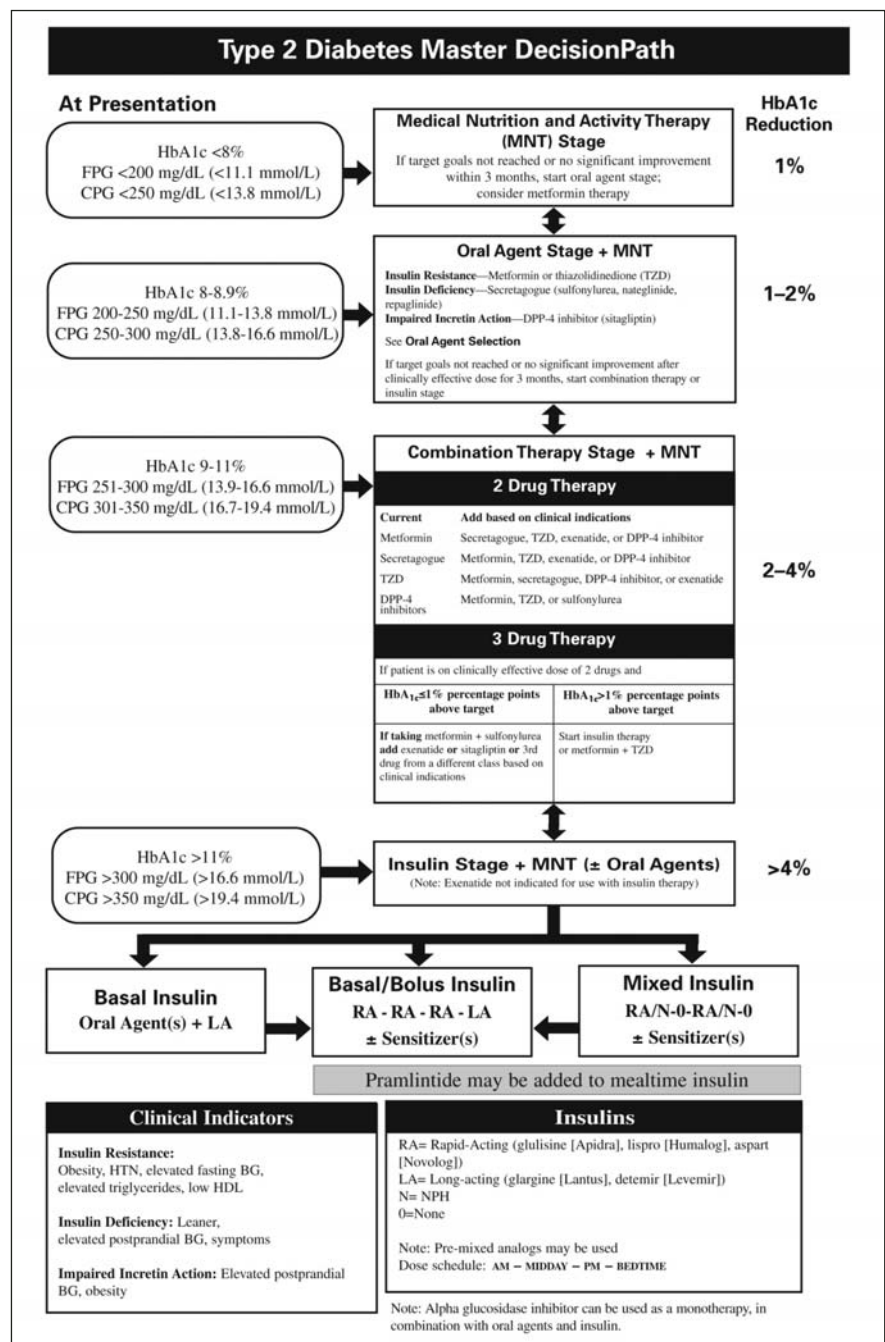 Type 2 Diabetes Master DecisionPath
At Presentation
HbA1c
Reduction
HbA1c <8%
FPG <200 mg/dL (<11.1 mmol/L)
CPG <250 mg/dL (<13.8 mmol/L)
Medical Nutrition and Activity Therapy
(MNT) Stage
If target goals not reached or no significant improvement
within 3 months, start oral agent stage;
consider metformin therapy
1%
HbA1c 8-8.9%
FPG 200-250 mg/dL (11.1-13.8 mmol/L)
CPG 250-300 mg/dL (13.8-16.6 mmol/L)
Oral Agent Stage + MNT
Insulin Resistance—Metformin or thiazolidinedione (TZD)
Insulin Deficiency—Secretagogue (sulfonylurea, nateglinide,
repaglinide)
Impaired Incretin Action—DPP-4 inhibitor (sitagliptin)
See Oral Agent Selection
If target goals not reached or no significant improvement after
clinically effective dose for 3 months, start combination therapy or
insulin stage
1–2%
HbA1c 9-11%
FPG 251-300 mg/dL (13.9-16.6 mmol/L)
CPG 301-350 mg/dL (16.7-19.4 mmol/L)
Combination Therapy Stage + MNT
2 Drug Therapy
Current Add based on clinical indications
Metformin Secretagogue, TZD, exenatide, or DPP-4 inhibitor
Secretagogue Metformin, TZD, exenatide, or DPP-4 inhibitor
TZD Metformin, secretagogue, DPP-4 inhibitor, or exenatide
DPP-4 Metformin, TZD, or sulfonylurea
inhibitors
2–4%
3 Drug Therapy
If patient is on clinically effective dose of 2 drugs and
HbA1c≤1% percentage points
above target
HbA1c>1% percentage points
above target
If taking metformin + sulfonylurea
add exenatide or sitagliptin or 3rd
drug from a different class based on
clinical indications
Start insulin therapy
or metformin + TZD
HbA1c >11%
FPG >300 mg/dL (>16.6 mmol/L)
CPG >350 mg/dL (>19.4 mmol/L)
Insulin Stage + MNT (± Oral Agents)
(Note: Exenatide not indicated for use with insulin therapy)
>4%
Basal Insulin
Oral Agent(s) + LA
Basal/Bolus Insulin
RA - RA - RA - LA
± Sensitizer(s)
Mixed Insulin
RA/N-0-RA/N-0
± Sensitizer(s)
Pramlintide may be added to mealtime insulin
Clinical Indicators
Insulin Resistance:
Obesity, HTN, elevated fasting BG,
elevated triglycerides, low HDL
Insulin Deficiency: Leaner,
elevated postprandial BG, symptoms
Impaired Incretin Action: Elevated postprandial
BG, obesity
Insulins
RA= Rapid-Acting (glulisine [Apidra], lispro [Humalog], aspart
[Novolog])
LA= Long-acting (glargine [Lantus], detemir [Levemir])
N= NPH
0=None
Note: Pre-mixed analogs may be used
Dose schedule: AM – MIDDAY – PM – BEDTIME
Note: Alpha glucosidase inhibitor can be used as a monotherapy, in
combination with oral agents and insulin.